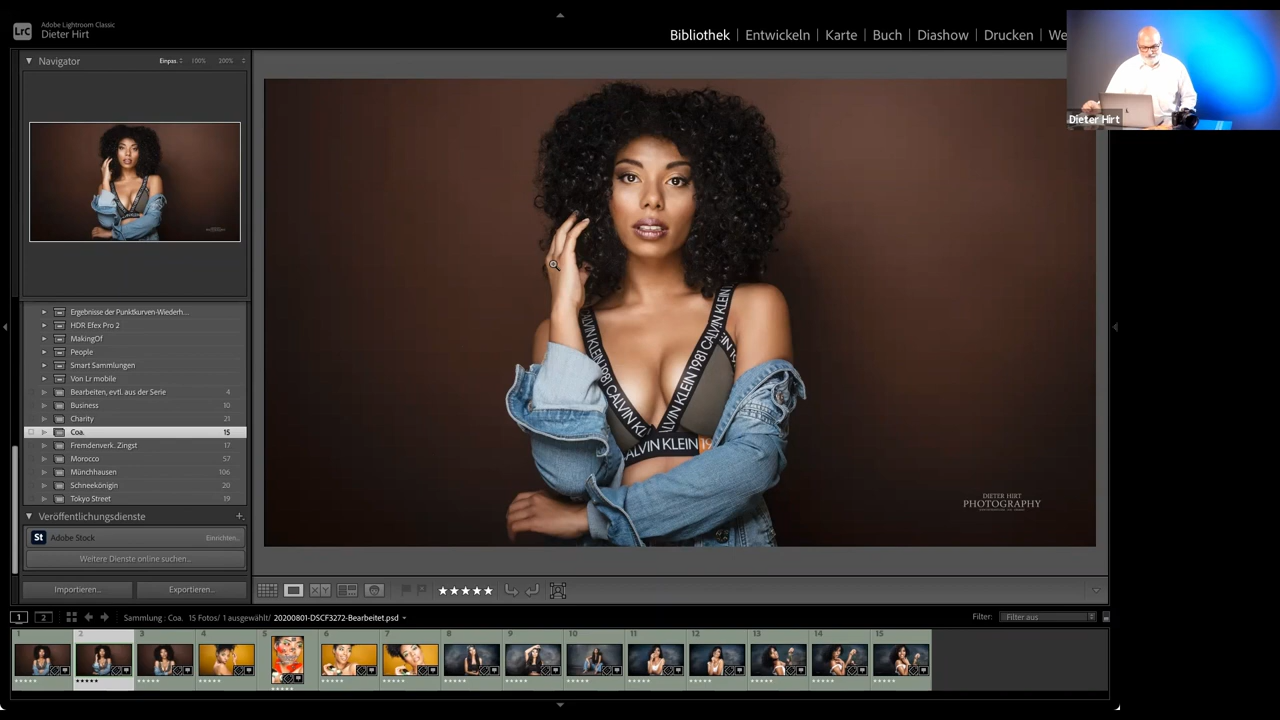 LrC
Adobe Lightroom Classic
Dieter Hirt
Bibliothek | Entwickeln | Karte | Buch | Diashow | Drucken | We
Dieter Hirt
Navigator
Einpas.
100%
200%
CALVIN KLEIN 1981 CALVIN KLEIN
CALVIN KLEIN 1981 CALVIN KLEIN
CALVIN KLEIN
DIETER HIRT
PHOTOGRAPHY
Ergebnisse der Punktkurven-Wiederh...
HDR Efex Pro 2
MakingOf
People
Smart Sammlungen
Von Lr mobile
Bearbeiten, evtl. aus der Serie 4
Business 10
Charity 21
Coa. 15
Fremdenverk. Zingst 17
Morocco 57
Münchhausen 106
Schneekönigin 20
Tokyo Street 19
Veröffentlichungsdienste +
St Adobe Stock Einrichten...
Weitere Dienste online suchen...
Importieren... Exportieren...
XY
1 2 Sammlung : Coa. 15 Fotos/ 1 ausgewählt/ 20200801-DSCF3272-Bearbeitet.psd Filter: Filter aus
1 2 3 4 5 6 7 8 9 10 11 12 13 14 15